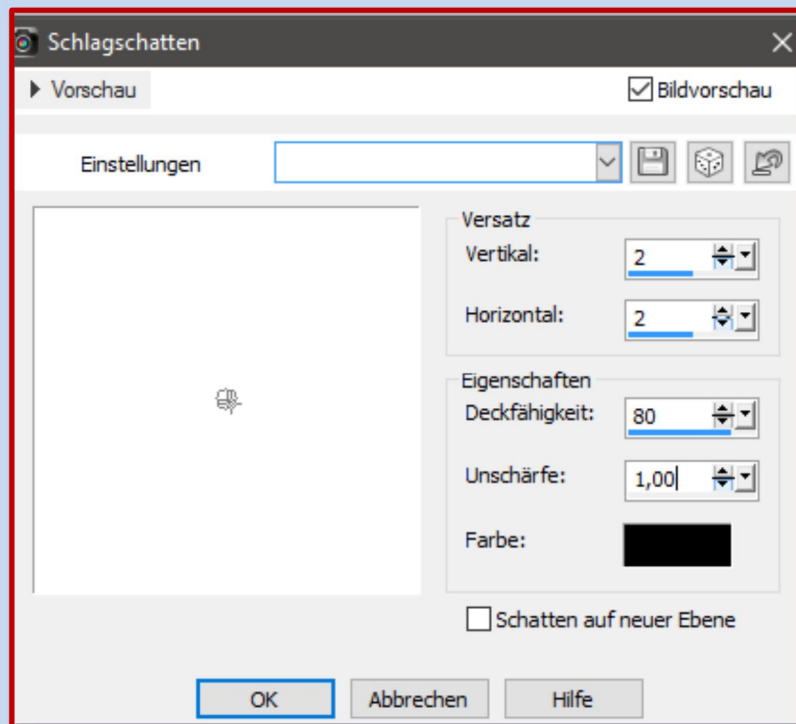 Schlagschatten
Vorschau
Bildvorschau
Einstellungen
Versatz
Vertikal: 2
Horizontal: 2
Eigenschaften
Deckfähigkeit: 80
Unschärfe: 1,00
Farbe:
Schatten auf neuer Ebene
OK Abbrechen Hilfe